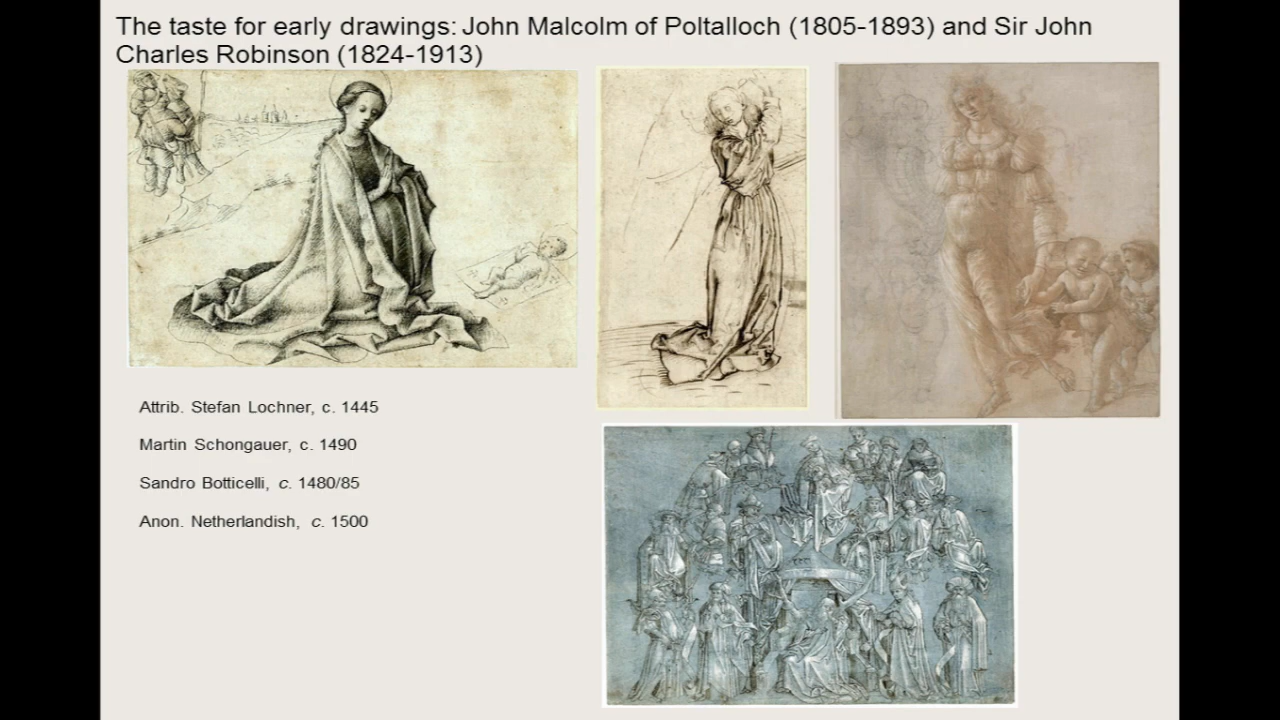 The taste for early drawings: John Malcolm of Poltalloch (1805-1893) and Sir John
Charles Robinson (1824-1913)
Attrib. Stefan Lochner, c. 1445
Martin Schongauer, c. 1490
Sandro Botticelli, c. 1480/85
Anon. Netherlandish, c. 1500